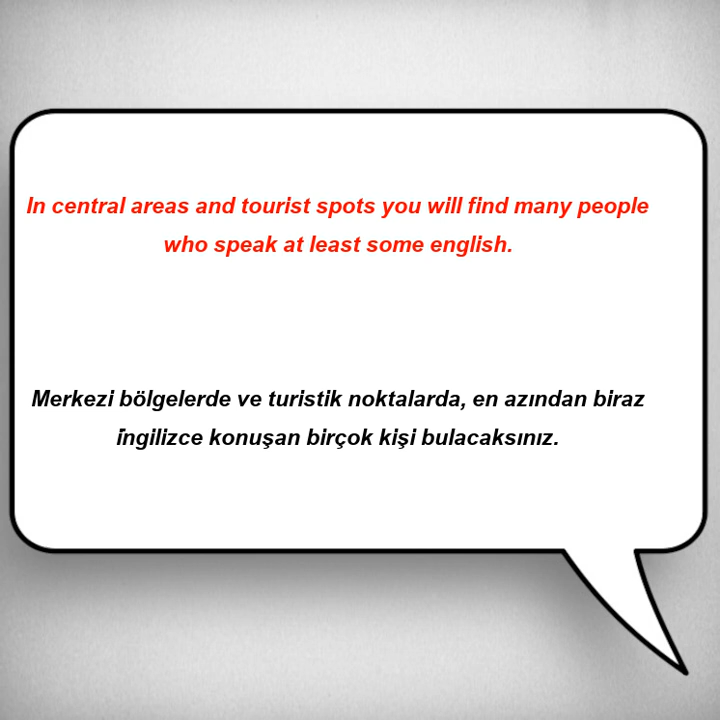 In central areas and tourist spots you will find many people
who speak at least some english.
Merkezi bölgelerde ve turistik noktalarda, en azından biraz
i̇ngilizce konuşan birçok kişi bulacaksınız.